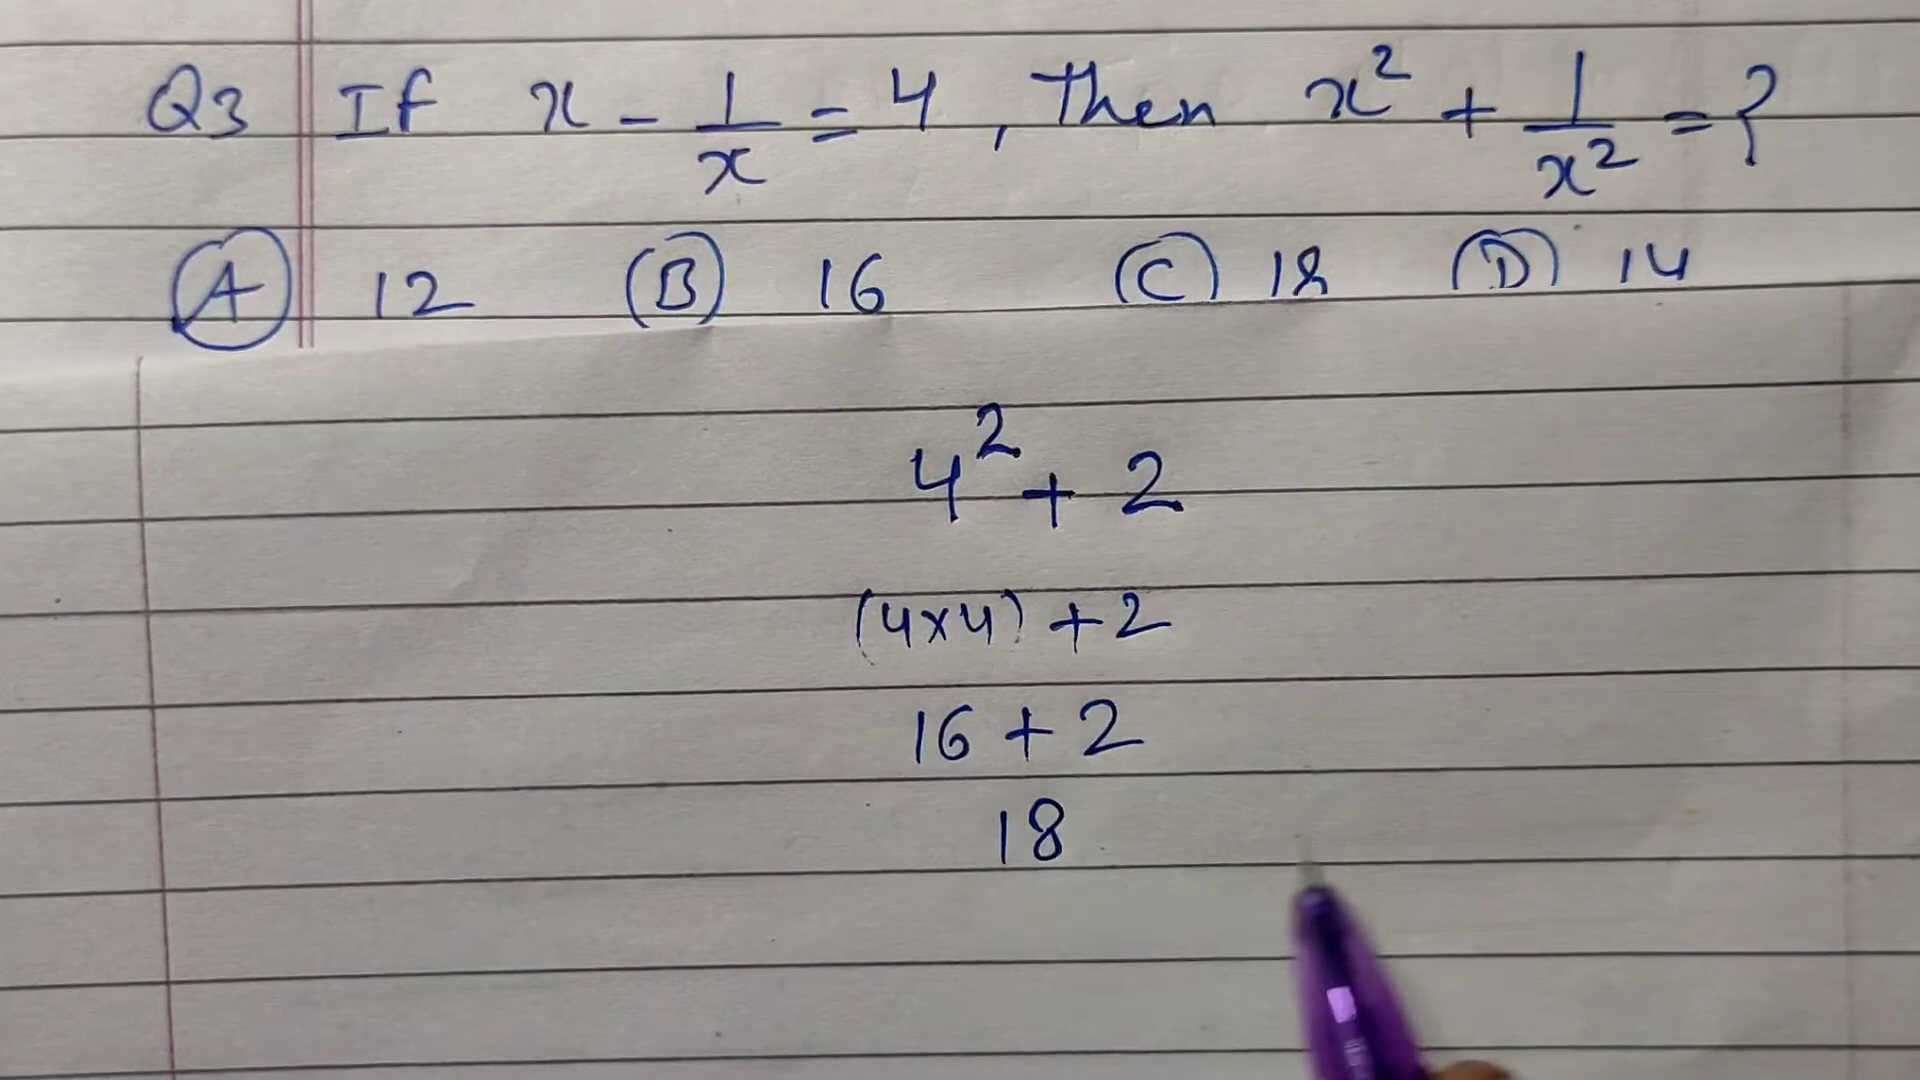 Q3 If x - 1/x = 4, Then x² + 1/x² = ?
(A) 12 (B) 16 (C) 18 (D) 14
4² + 2
(4×4) + 2
16 + 2
18